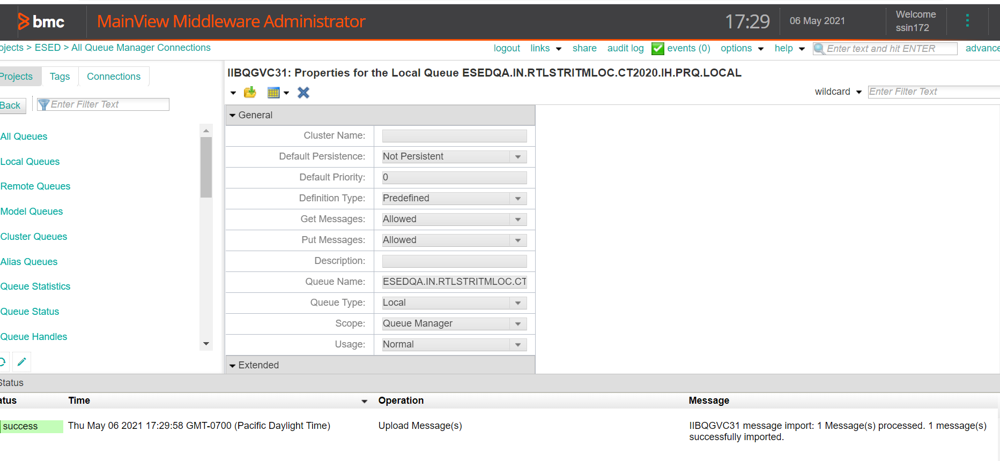 bmc MainView Middleware Administrator 17:29 06 May 2021 Welcome
ssin172
ojects > ESED > All Queue Manager Connections logout links share audit log events (0) options help Enter text and hit ENTER advance
Projects Tags Connections
IIBQGVC31: Properties for the Local Queue ESEDQA.IN.RTLSTRITMLOC.CT2020.IH.PRQ.LOCAL
wildcard Enter Filter Text
Back Enter Filter Text
All Queues
Local Queues
Remote Queues
Model Queues
Cluster Queues
Alias Queues
Queue Statistics
Queue Status
Queue Handles
General
Cluster Name:
Default Persistence: Not Persistent
Default Priority: 0
Definition Type: Predefined
Get Messages: Allowed
Put Messages: Allowed
Description:
Queue Name: ESEDQA.IN.RTLSTRITMLOC.CT
Queue Type: Local
Scope: Queue Manager
Usage: Normal
Extended
Status
atus Time Operation Message
success Thu May 06 2021 17:29:58 GMT-0700 (Pacific Daylight Time) Upload Message(s) IIBQGVC31 message import: 1 Message(s) processed. 1 message(s)
successfully imported.